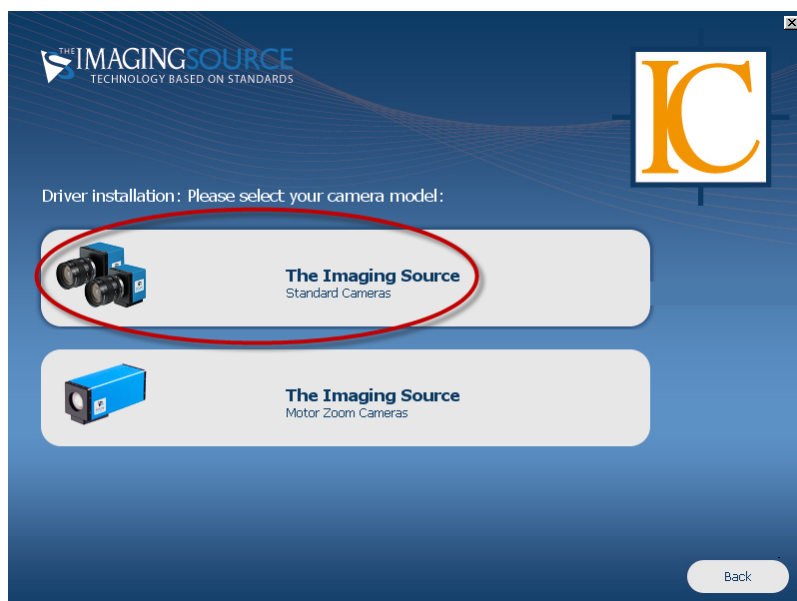 THE IMAGINGSOURCE
TECHNOLOGY BASED ON STANDARDS
IC
Driver installation: Please select your camera model:
The Imaging Source
Standard Cameras
The Imaging Source
Motor Zoom Cameras
Back